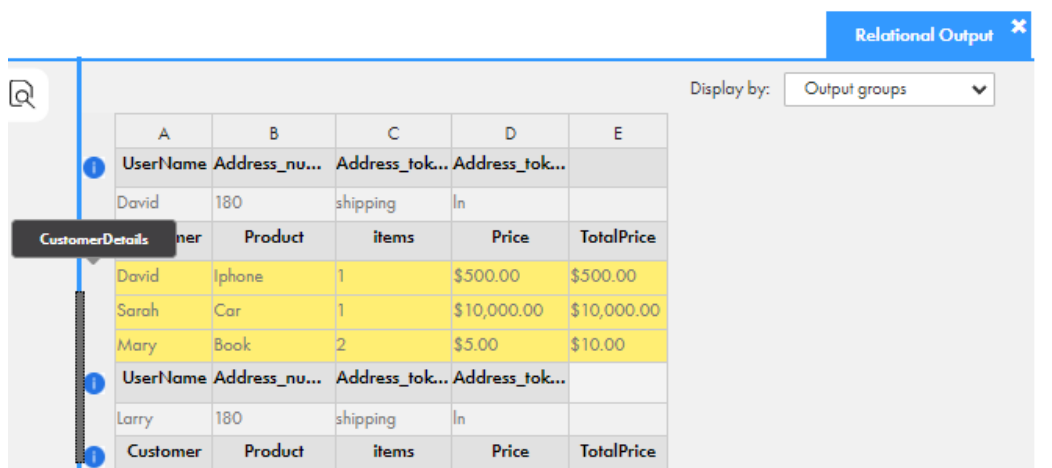 Relational Output
Display by: Output groups
A B C D E
UserName Address_nu... Address_tok... Address_tok...
David 180 shipping ln
CustomerDetails ner Product items Price TotalPrice
David Iphone 1 $500.00 $500.00
Sarah Car 1 $10,000.00 $10,000.00
Mary Book 2 $5.00 $10.00
UserName Address_nu... Address_tok... Address_tok...
Larry 180 shipping ln
Customer Product items Price TotalPrice